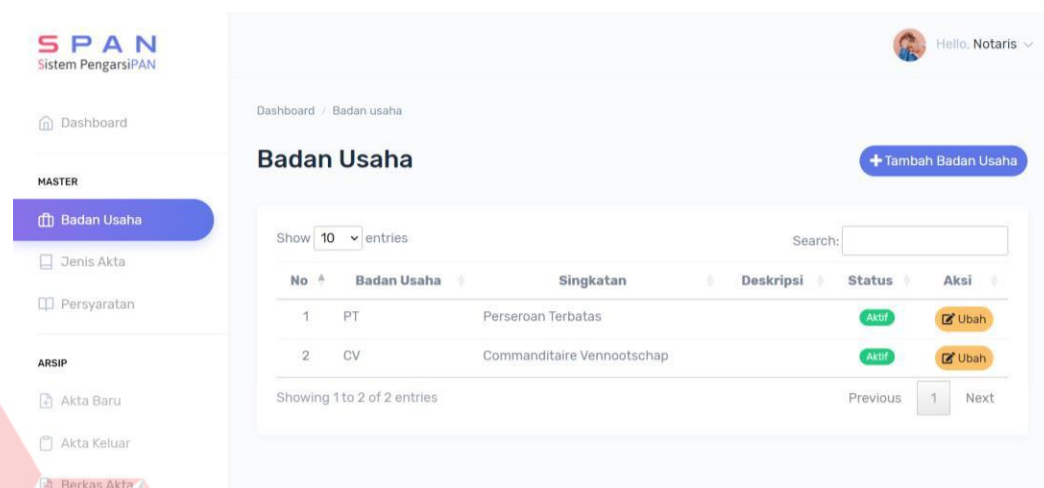 SPAN
Sistem PengarsiPAN
Hello, Notaris
Dashboard
MASTER
Badan Usaha
Jenis Akta
Persyaratan
ARSIP
Akta Baru
Akta Keluar
Berkas Akta
Dashboard / Badan usaha
Badan Usaha
Tambah Badan Usaha
Show 10 entries
Search:
No Badan Usaha Singkatan Deskripsi Status Aksi
1 PT Perseroan Terbatas Aktif Ubah
2 CV Commanditaire Vennootschap Aktif Ubah
Showing 1 to 2 of 2 entries
Previous 1 Next